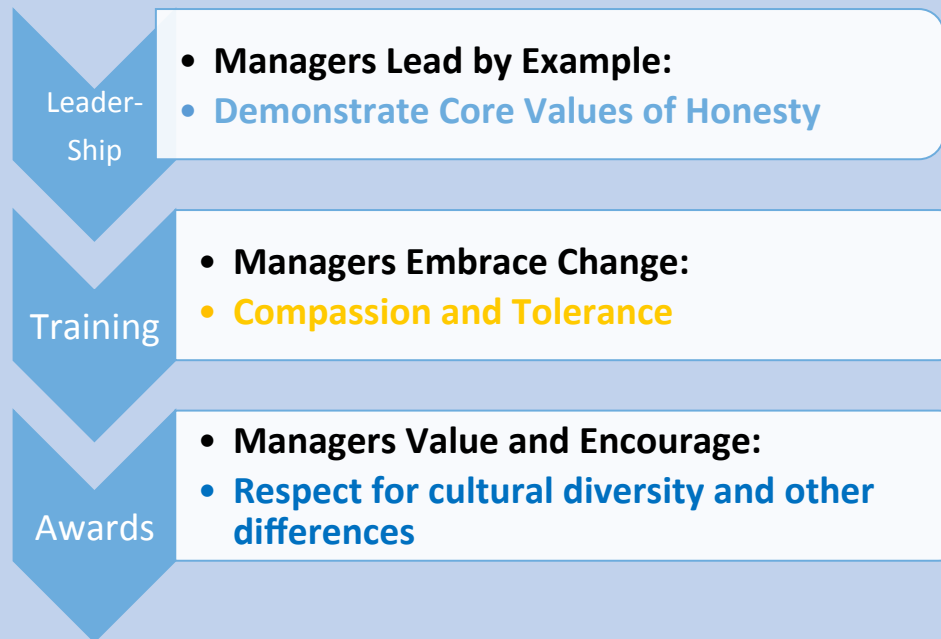 Leader-
Ship
• Managers Lead by Example:
• Demonstrate Core Values of Honesty
Training
• Managers Embrace Change:
• Compassion and Tolerance
Awards
• Managers Value and Encourage:
• Respect for cultural diversity and other
differences